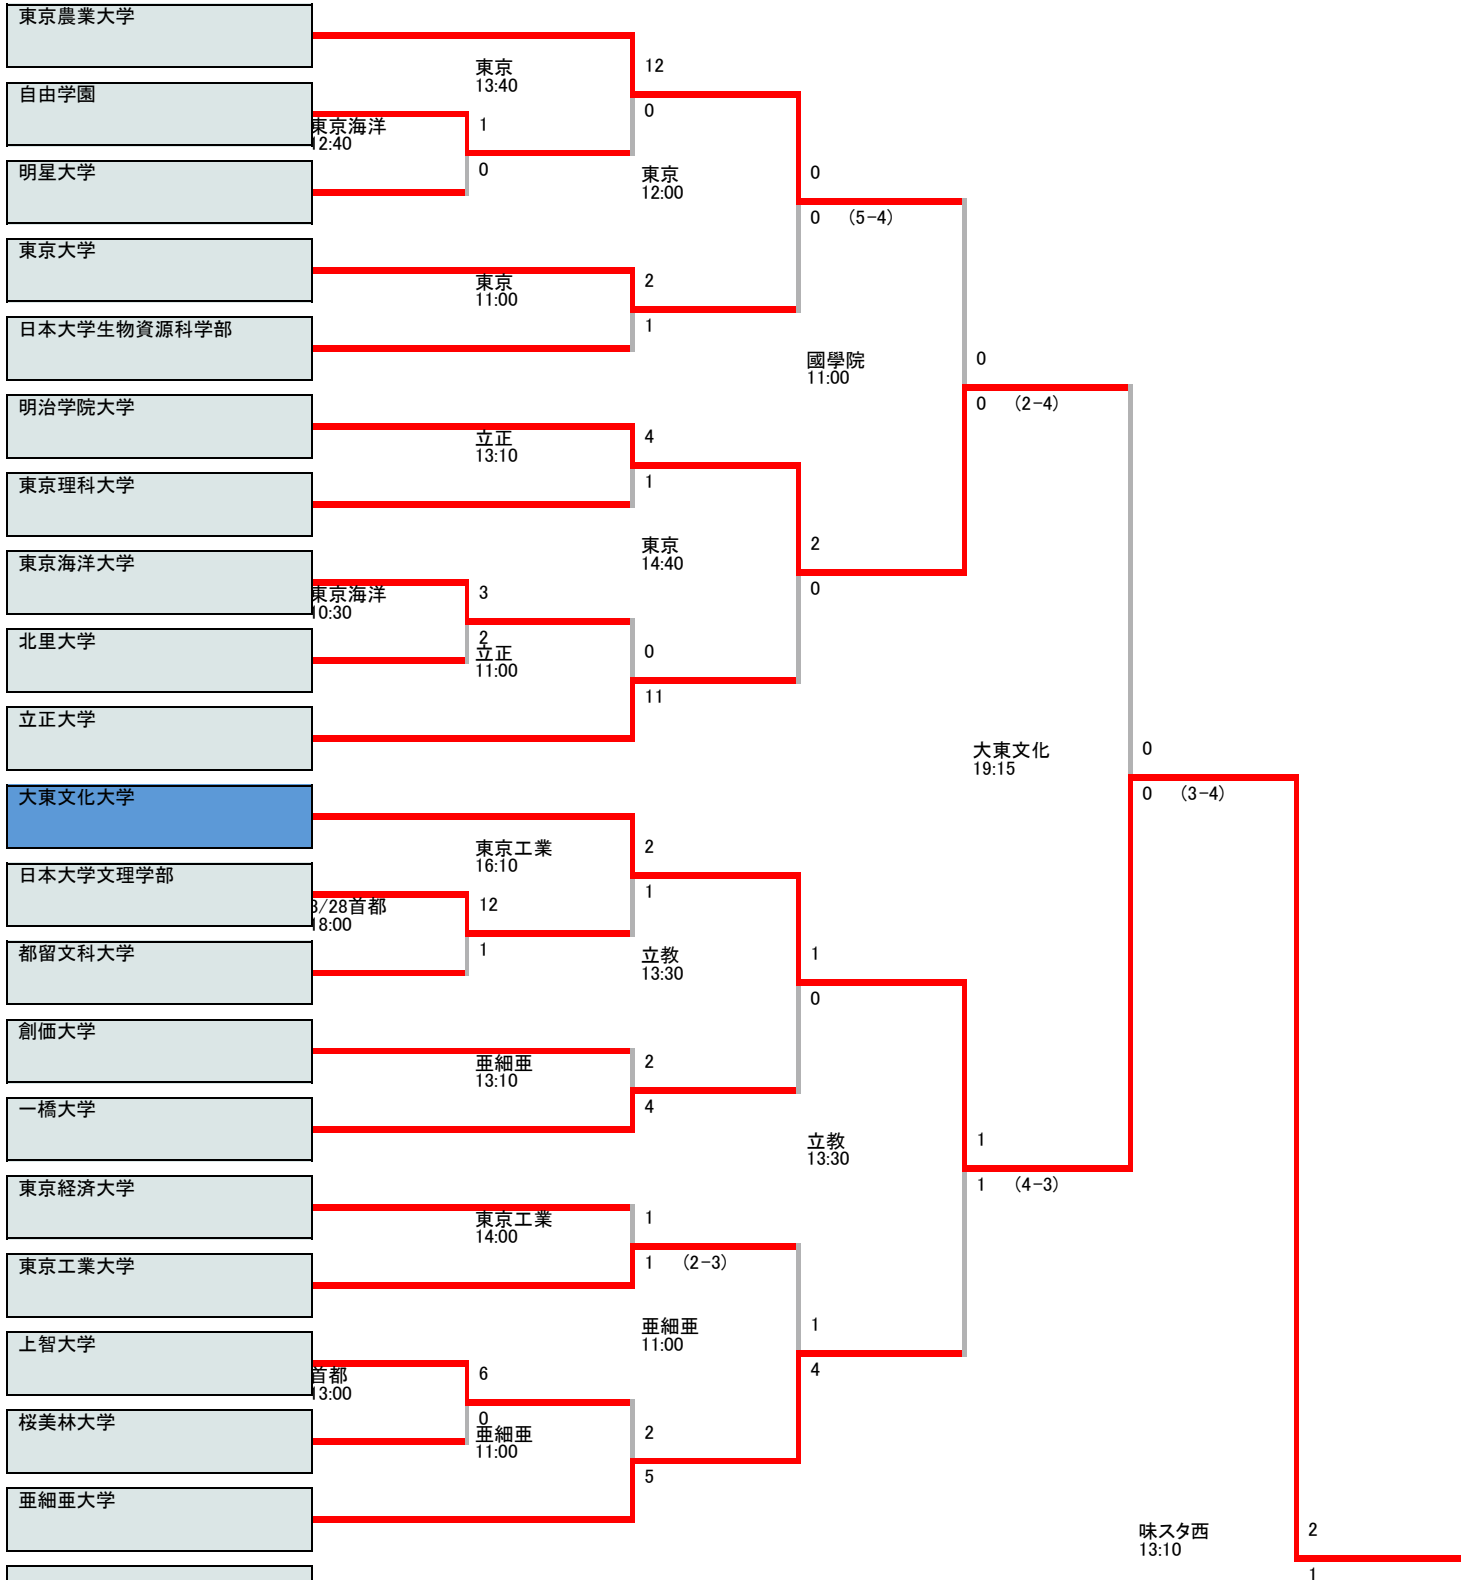 東京農業大学
東京
13:40
12
自由学園
0
東京海洋
12:40
1
明星大学
0
東京
12:00
0
0 (5-4)
東京大学
東京
11:00
2
日本大学生物資源科学部
1
國學院
11:00
0
0 (2-4)
明治学院大学
立正
13:10
4
東京理科大学
1
東京
14:40
2
0
東京海洋大学
東京海洋
10:30
3
北里大学
2
立正
11:00
0
11
立正大学
大東文化
19:15
0
0 (3-4)
大東文化大学
東京工業
16:10
2
日本大学文理学部
1
3/28首都
18:00
12
都留文科大学
1
立教
13:30
1
0
創価大学
亜細亜
13:10
2
一橋大学
4
立教
13:30
1
1 (4-3)
東京経済大学
東京工業
14:00
1
東京工業大学
1 (2-3)
亜細亜
11:00
1
4
上智大学
首都
13:00
6
桜美林大学
0
亜細亜
11:00
2
5
亜細亜大学
味スタ西
13:10
2
1